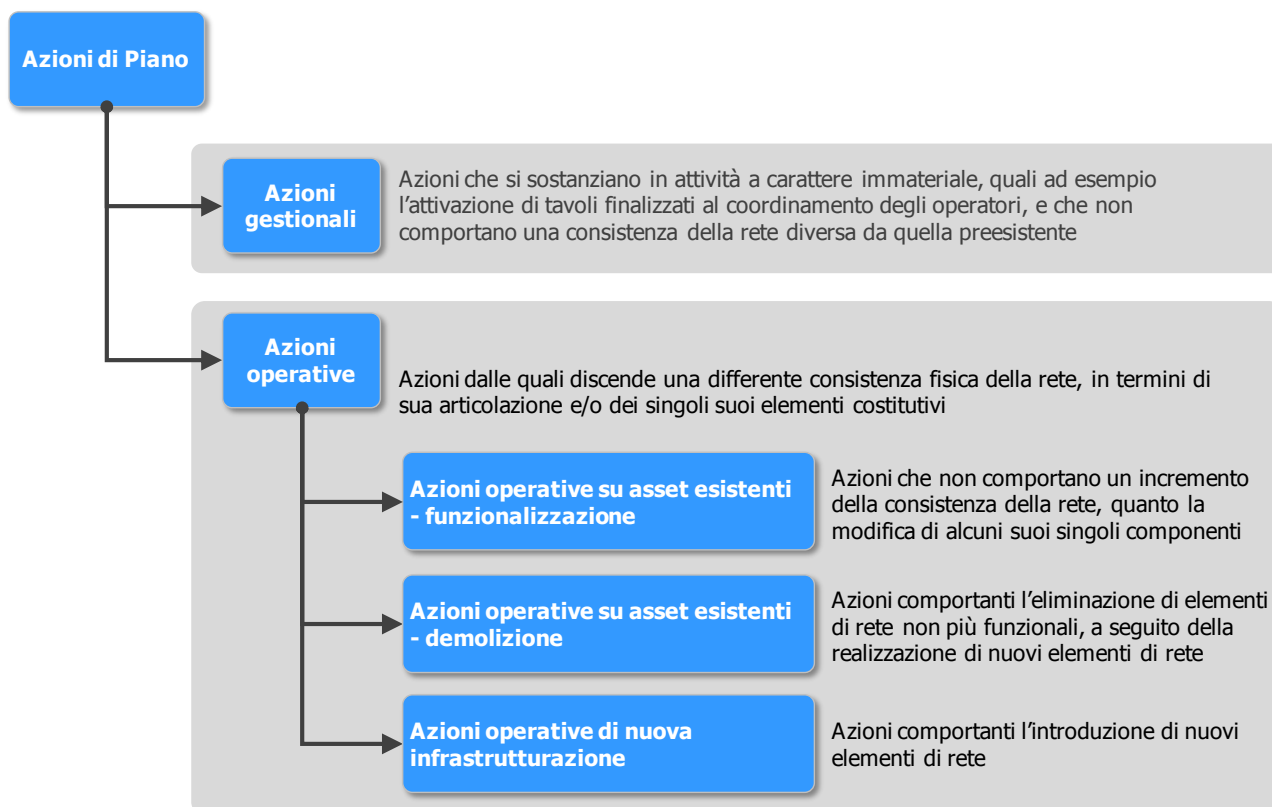 Azioni di Piano
Azioni
gestionali
Azioni che si sostanziano in attività a carattere immateriale, quali ad esempio
l’attivazione di tavoli finalizzati al coordinamento degli operatori, e che non
comportano una consistenza della rete diversa da quella preesistente
Azioni
operative
Azioni dalle quali discende una differente consistenza fisica della rete, in termini di
sua articolazione e/o dei singoli suoi elementi costitutivi
Azioni operative su asset esistenti
- funzionalizzazione
Azioni che non comportano un incremento
della consistenza della rete, quanto la
modifica di alcuni suoi singoli componenti
Azioni operative su asset esistenti
- demolizione
Azioni comportanti l’eliminazione di elementi
di rete non più funzionali, a seguito della
realizzazione di nuovi elementi di rete
Azioni operative di nuova
infrastrutturazione
Azioni comportanti l’introduzione di nuovi
elementi di rete